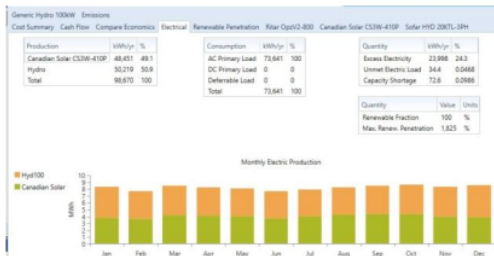 Generic Hydro 100kW Emissions
Cost Summary Cash Flow Compare Economics Electrical Renewable Penetration Ritar OpzV2-800 Canadian Solar CS3W-410P Sofar HYD 20KTL-3PH
Production kWh/yr %
Canadian Solar CS3W-410P 48,451 49.1
Hydro 50,219 50.9
Total 98,670 100
Consumption kWh/yr %
AC Primary Load 73,641 100
DC Primary Load 0 0
Deferrable Load 0 0
Total 73,641 100
Quantity kWh/yr %
Excess Electricity 23,998 24.3
Unmet Electric Load 34.4 0.0468
Capacity Shortage 72.6 0.0986
Quantity Value Units
Renewable Fraction 100 %
Max. Renew. Penetration 1,825 %
Monthly Electric Production
Hyd100
Canadian Solar
MWh
10
9
8
7
6
5
4
3
2
1
0
Jan Feb Mar Apr May Jun Jul Aug Sep Oct Nov Dec